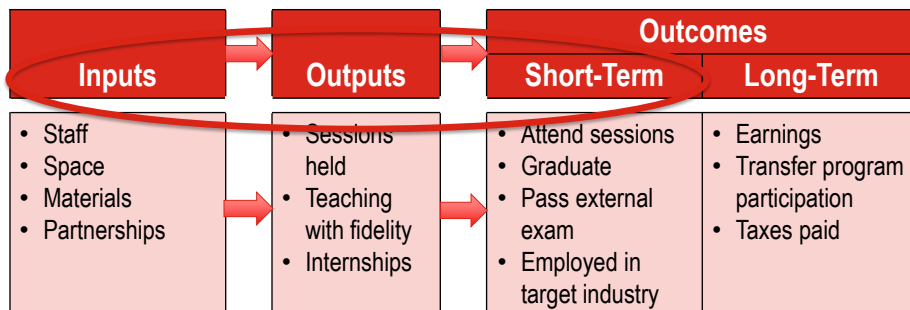 Outcomes
Inputs
Outputs
Short-Term
Long-Term
• Staff
• Space
• Materials
• Partnerships
• Sessions
held
• Teaching
with fidelity
• Internships
• Attend sessions
• Graduate
• Pass external
exam
• Employed in
target industry
• Earnings
• Transfer program
participation
• Taxes paid